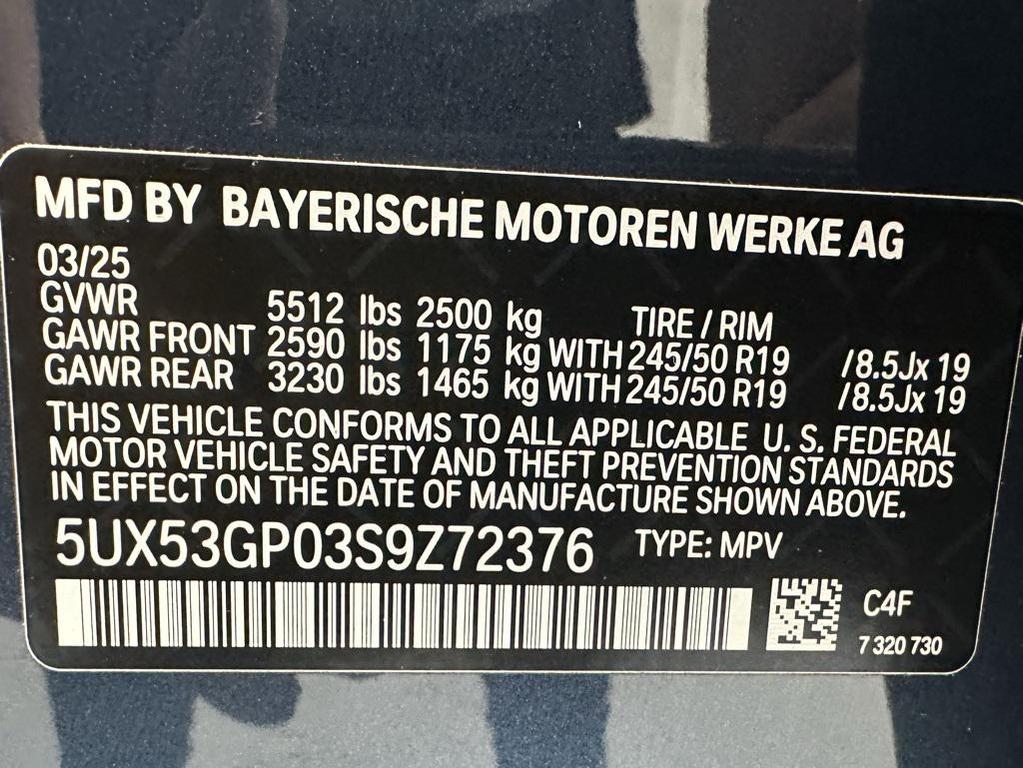 MFD BY BAYERISCHE MOTOREN WERKE AG
03/25
GVWR 5512 lbs 2500 kg TIRE / RIM
GAWR FRONT 2590 lbs 1175 kg WITH 245/50 R19 /8.5Jx 19
GAWR REAR 3230 lbs 1465 kg WITH 245/50 R19 /8.5Jx 19
THIS VEHICLE CONFORMS TO ALL APPLICABLE U. S. FEDERAL
MOTOR VEHICLE SAFETY AND THEFT PREVENTION STANDARDS
IN EFFECT ON THE DATE OF MANUFACTURE SHOWN ABOVE.
5UX53GP03S9Z72376 TYPE: MPV
C4F
7 320 730